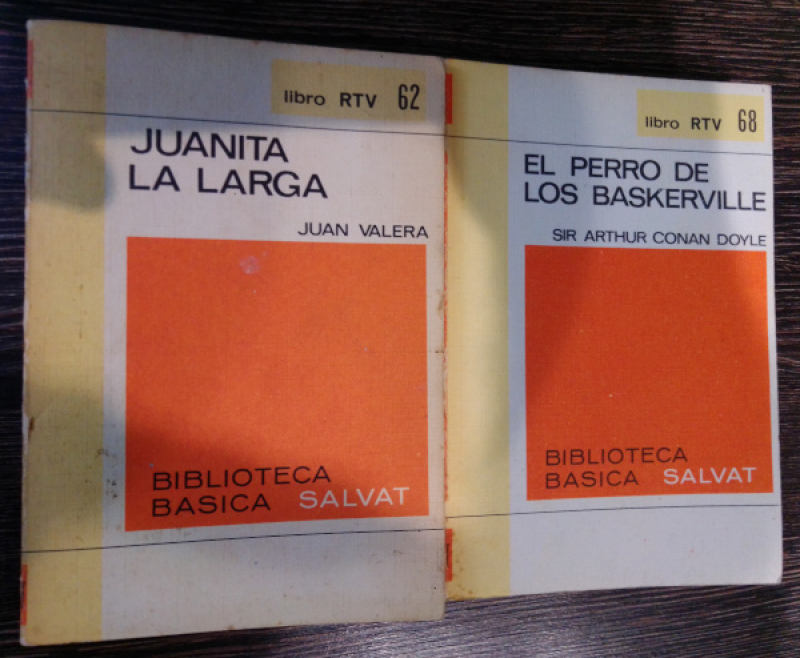 libro RTV 62
JUANITA
LA LARGA
JUAN VALERA
BIBLIOTECA
BASICA SALVAT
libro RTV 68
EL PERRO DE
LOS BASKERVILLE
SIR ARTHUR CONAN DOYLE
BIBLIOTECA
BASICA SALVAT